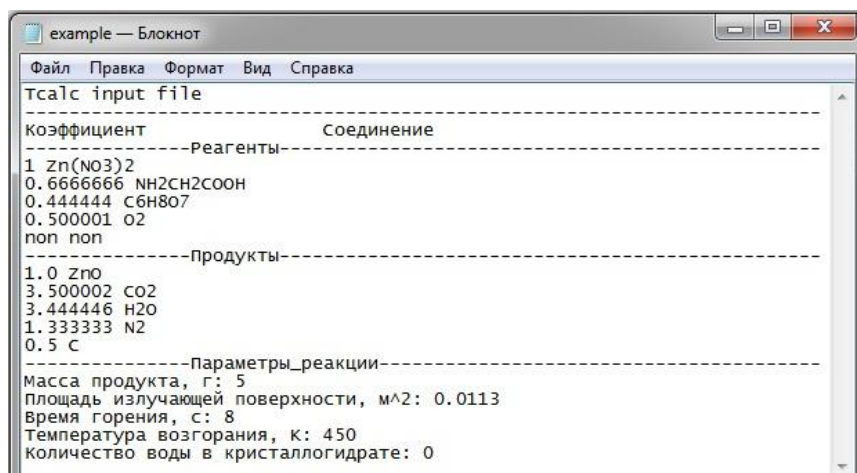 example — Блокнот
Файл Правка Формат Вид Справка
Tcalc input file
--------------------------------------------------------------------------
Коэффициент Соединение
---------------Реагенты---------------------------------------------------
1 Zn(NO3)2
0.6666666 NH2CH2COOH
0.444444 C6H8O7
0.500001 O2
non non
---------------Продукты---------------------------------------------------
1.0 ZnO
3.500002 CO2
3.444446 H2O
1.333333 N2
0.5 C
---------------Параметры_реакции------------------------------------------
Масса продукта, г: 5
Площадь излучающей поверхности, м^2: 0.0113
Время горения, с: 8
Температура возгорания, К: 450
Количество воды в кристаллогидрате: 0